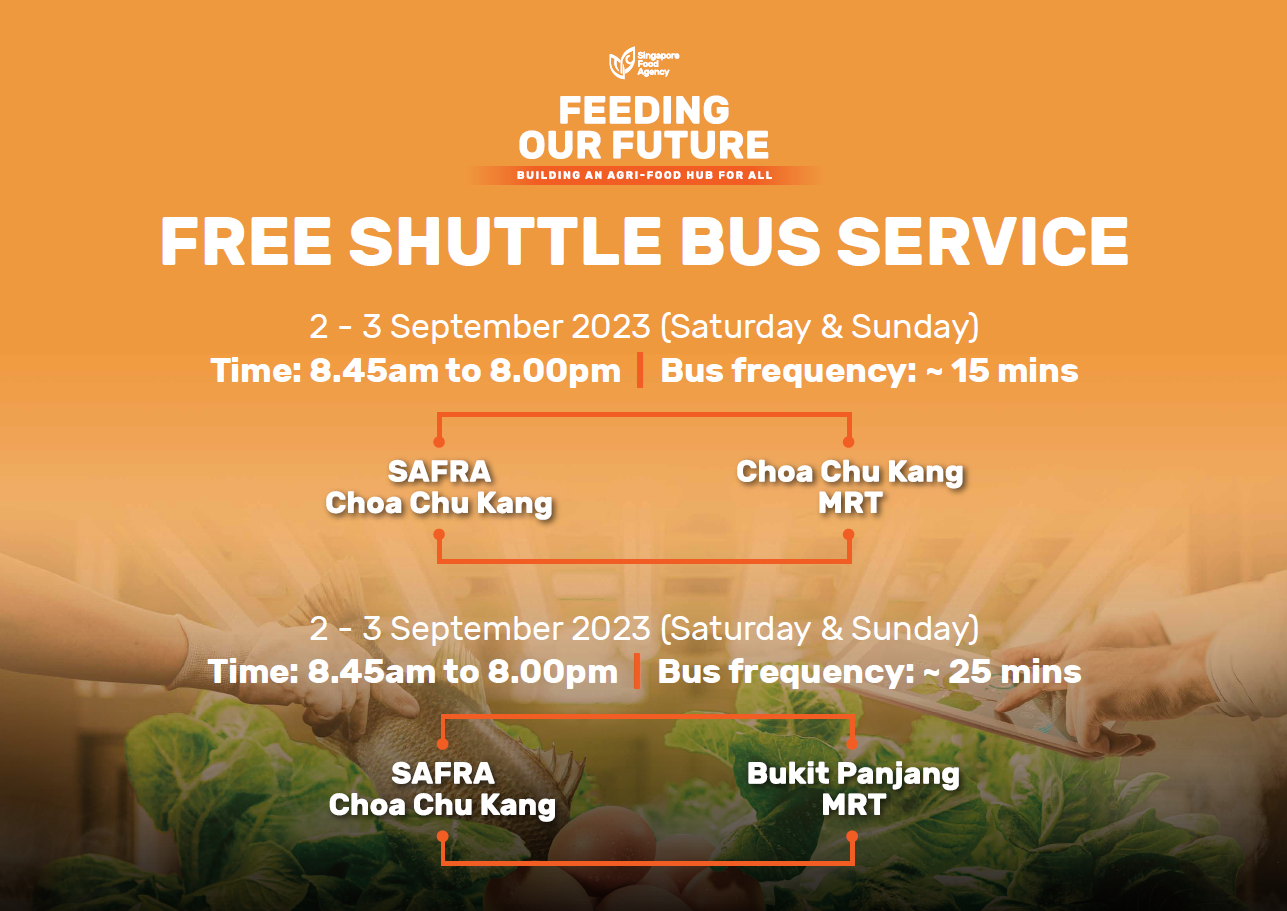 Singapore
Food
Agency
FEEDING
OUR FUTURE
BUILDING AN AGRI-FOOD HUB FOR ALL
FREE SHUTTLE BUS SERVICE
2 - 3 September 2023 (Saturday & Sunday)
Time: 8.45am to 8.00pm | Bus frequency: ~ 15 mins
SAFRA
Choa Chu Kang
Choa Chu Kang
MRT
2 - 3 September 2023 (Saturday & Sunday)
Time: 8.45am to 8.00pm | Bus frequency: ~ 25 mins
SAFRA
Choa Chu Kang
Bukit Panjang
MRT